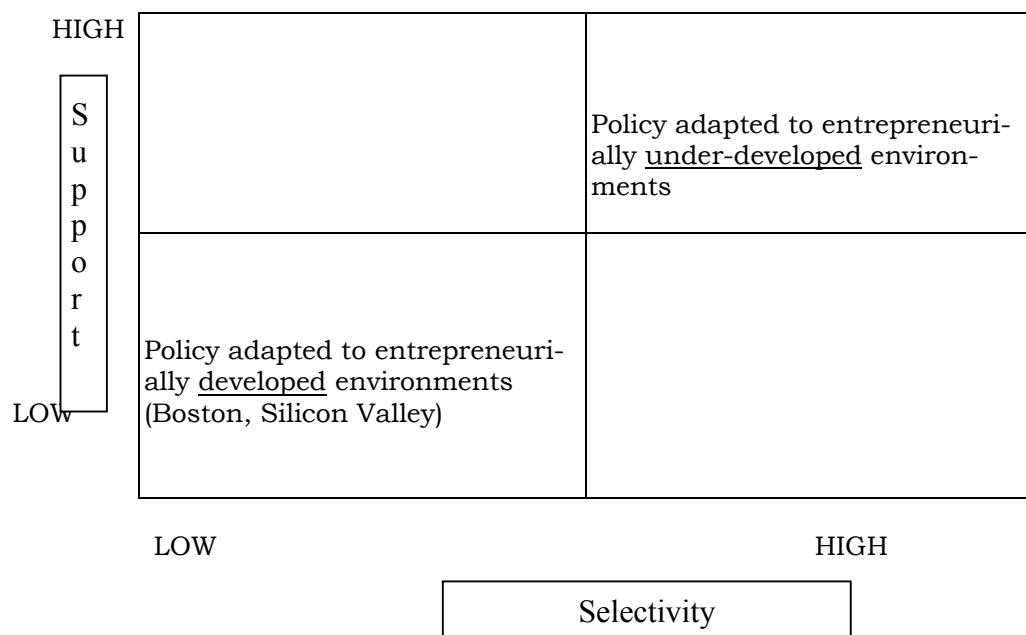 HIGH
S
u
p
p
o
r
t
Policy adapted to entrepreneuri-
ally under-developed environ-
ments
Policy adapted to entrepreneuri-
ally developed environments
(Boston, Silicon Valley)
LOW
LOW HIGH
Selectivity